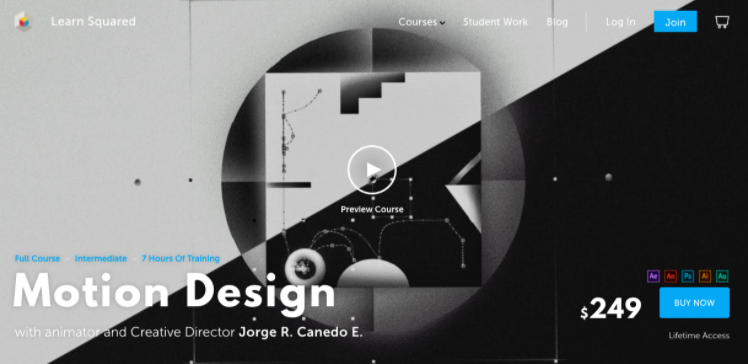 Learn Squared
Courses Student Work Blog Log In Join
Preview Course
Full Course Intermediate 7 Hours Of Training
Motion Design
with animator and Creative Director Jorge R. Canedo E.
Ae Ae Ps Ai Au
$249
BUY NOW
Lifetime Access